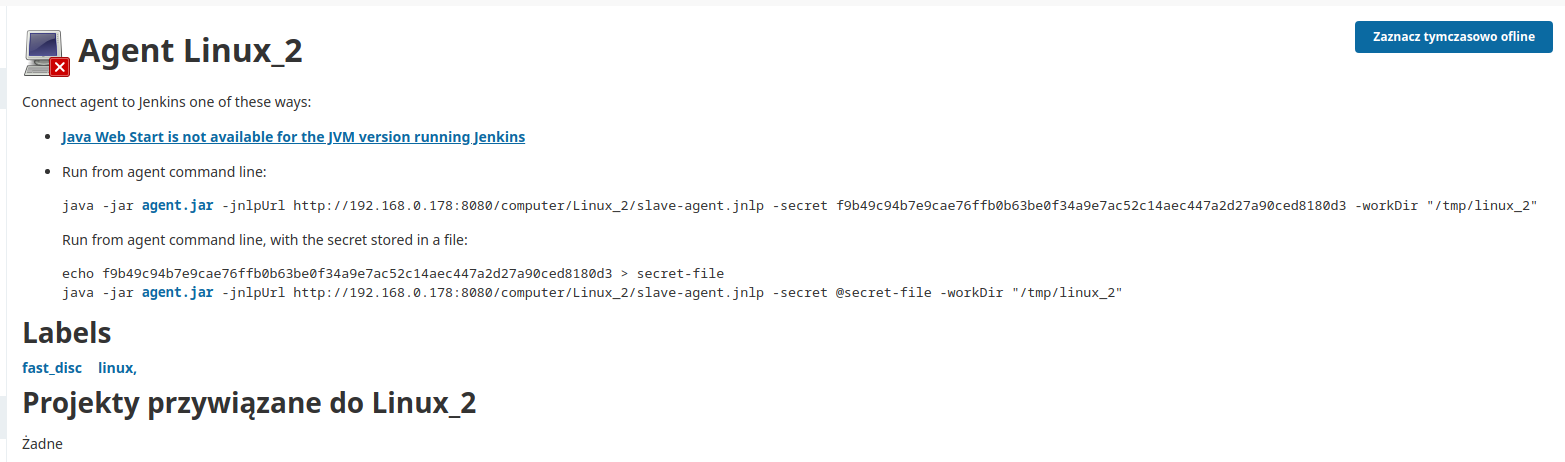 Agent Linux_2
Zaznacz tymczasowo ofline
Connect agent to Jenkins one of these ways:
Java Web Start is not available for the JVM version running Jenkins
Run from agent command line:
java -jar agent.jar -jnlpUrl http://192.168.0.178:8080/computer/Linux_2/slave-agent.jnlp -secret f9b49c94b7e9cae76ffb0b63be0f34a9e7ac52c14aec447a2d27a90ced8180d3 -workDir "/tmp/linux_2"
Run from agent command line, with the secret stored in a file:
echo f9b49c94b7e9cae76ffb0b63be0f34a9e7ac52c14aec447a2d27a90ced8180d3 > secret-file
java -jar agent.jar -jnlpUrl http://192.168.0.178:8080/computer/Linux_2/slave-agent.jnlp -secret @secret-file -workDir "/tmp/linux_2"
Labels
fast_disc linux,
Projekty przywiązane do Linux_2
Żadne